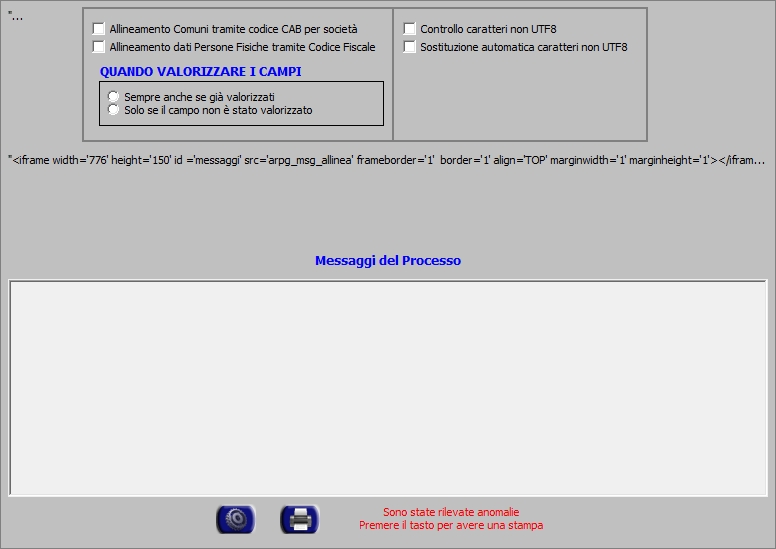 "...
Allineamento Comuni tramite codice CAB per società
Allineamento dati Persone Fisiche tramite Codice Fiscale
QUANDO VALORIZZARE I CAMPI
Sempre anche se già valorizzati
Solo se il campo non è stato valorizzato
Controllo caratteri non UTF8
Sostituzione automatica caratteri non UTF8
"<iframe width='776' height='150' id ='messaggi' src='arpg_msg_allinea' frameborder='1'  border='1' align='TOP' marginwidth='1' marginheight='1'></ifram...
Messaggi del Processo
Sono state rilevate anomalie
Premere il tasto per avere una stampa